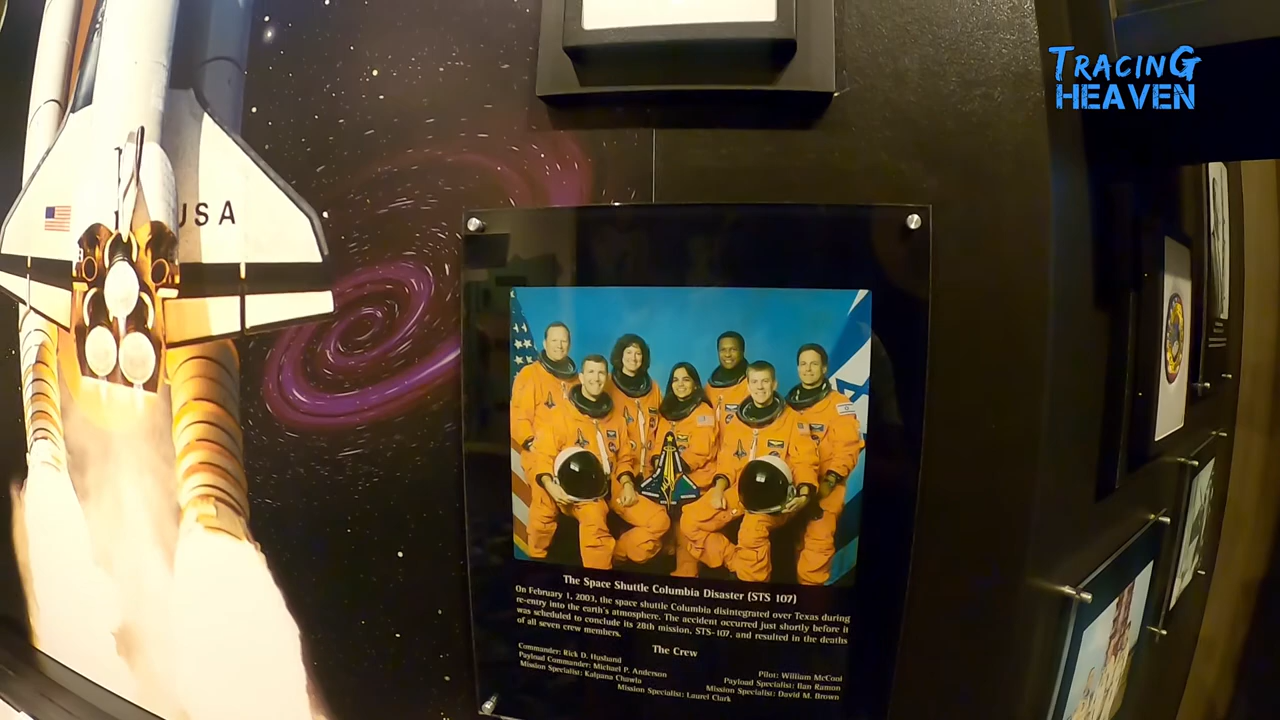 TRACING
HEAVEN
USA
The Space Shuttle Columbia Disaster (STS 107)
On February 1, 2003, the space shuttle Columbia disintegrated over Texas during
re-entry into the earth's atmosphere. The accident occurred just shortly before it
was scheduled to conclude its 28th mission, STS-107, and resulted in the deaths
of all seven crew members.
The Crew
Commander: Rick D. Husband
Pilot: William McCool
Payload Commander: Michael P. Anderson
Payload Specialist: Ilan Ramon
Mission Specialist: Kalpana Chawla
Mission Specialist: David M. Brown
Mission Specialist: Laurel Clark